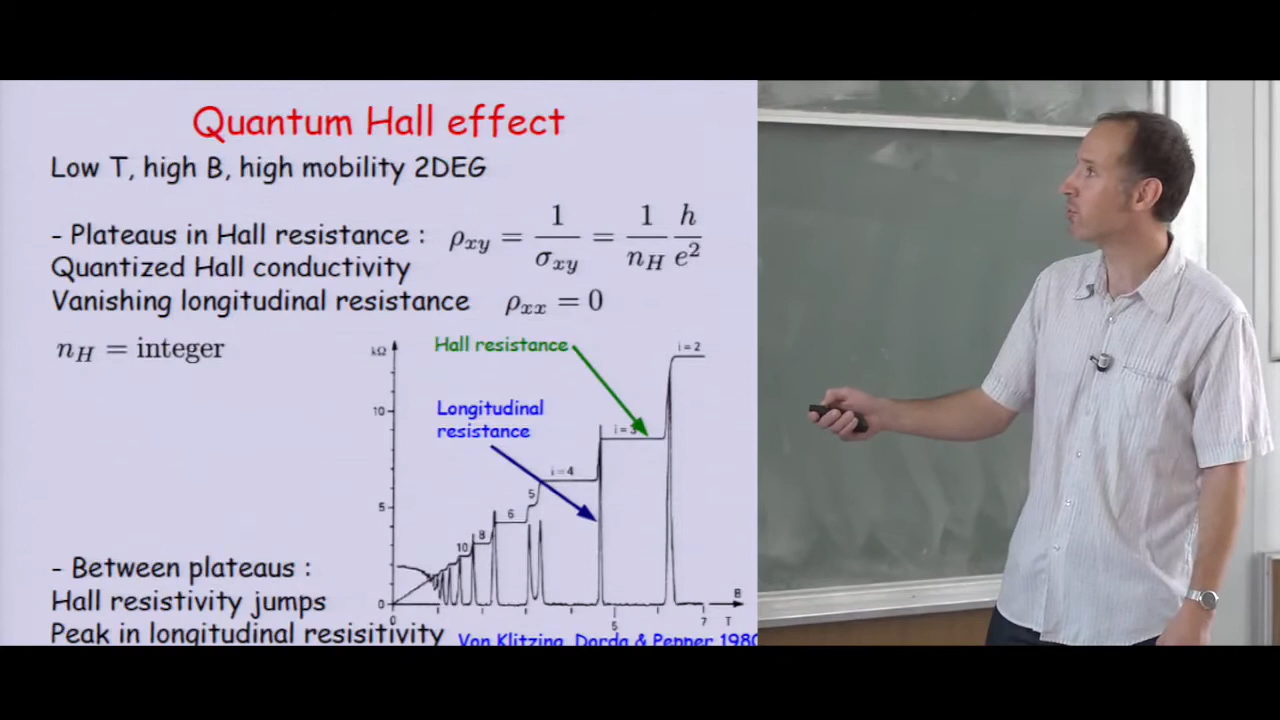 Quantum Hall effect
Low T, high B, high mobility 2DEG
- Plateaus in Hall resistance : ρxy = 1/σxy = 1/nH h/e²
Quantized Hall conductivity
Vanishing longitudinal resistance ρxx = 0
nH = integer
kΩ
Hall resistance
i = 2
10
Longitudinal
resistance
i = 3
i = 4
5
5
6
8
10
- Between plateaus :
Hall resistivity jumps
0
B
Peak in longitudinal resisitivity
0
5
7
T
Von Klitzing, Dorda & Pepper 1980